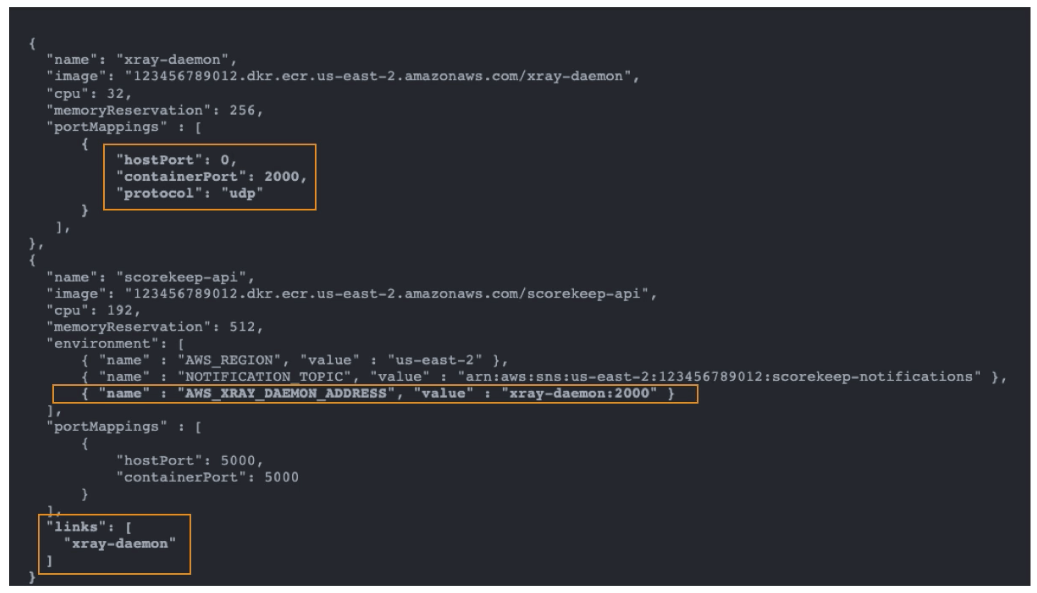 {
"name": "xray-daemon",
"image": "123456789012.dkr.ecr.us-east-2.amazonaws.com/xray-daemon",
"cpu": 32,
"memoryReservation": 256,
"portMappings" : [
{
"hostPort": 0,
"containerPort": 2000,
"protocol": "udp"
}
],
},
{
"name": "scorekeep-api",
"image": "123456789012.dkr.ecr.us-east-2.amazonaws.com/scorekeep-api",
"cpu": 192,
"memoryReservation": 512,
"environment": [
{ "name" : "AWS_REGION", "value" : "us-east-2" },
{ "name" : "NOTIFICATION_TOPIC", "value" : "arn:aws:sns:us-east-2:123456789012:scorekeep-notifications" },
{ "name" : "AWS_XRAY_DAEMON_ADDRESS", "value" : "xray-daemon:2000" }
],
"portMappings" : [
{
"hostPort": 5000,
"containerPort": 5000
}
],
"links": [
"xray-daemon"
]
}